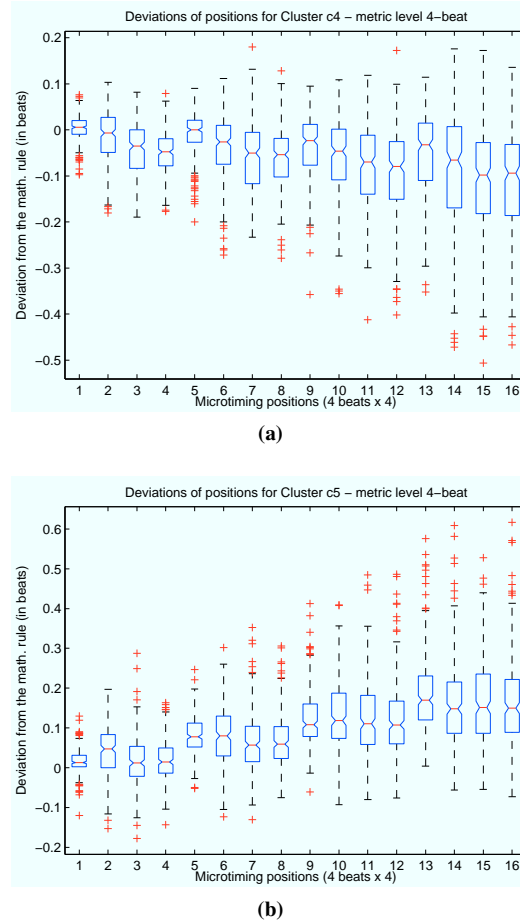 Deviations of positions for Cluster c4 − metric level 4−beat
Deviation from the math. rule (in beats)
0.2
0.1
0
−0.1
−0.2
−0.3
−0.4
−0.5
1 2 3 4 5 6 7 8 9 10 11 12 13 14 15 16
Microtiming positions (4 beats x 4)
(a)
Deviations of positions for Cluster c5 − metric level 4−beat
Deviation from the math. rule (in beats)
0.6
0.5
0.4
0.3
0.2
0.1
0
−0.1
−0.2
1 2 3 4 5 6 7 8 9 10 11 12 13 14 15 16
Microtiming positions (4 beats x 4)
(b)